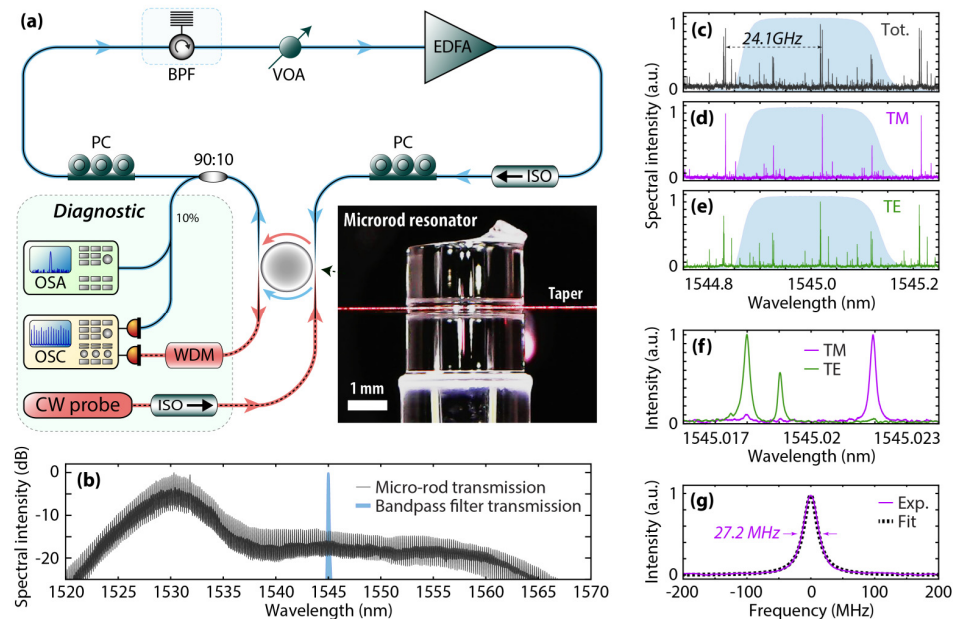 (a)
BPF
VOA
EDFA
PC
90:10
PC
ISO
Diagnostic
10%
OSA
OSC
WDM
CW probe
ISO
Microrod resonator
Taper
1 mm
(b)
Spectral intensity (dB)
0
-10
-20
Micro-rod transmission
Bandpass filter transmission
1520 1525 1530 1535 1540 1545 1550 1555 1560 1565 1570
Wavelength (nm)
(c)
24.1GHz
Tot.
1
0
(d)
TM
1
0
(e)
TE
1
0
Spectral intensity (a.u.)
1544.8 1545.0 1545.2
Wavelength (nm)
(f)
TM
TE
Intensity (a.u.)
1
0
1545.017 1545.02 1545.023
Wavelength (nm)
(g)
Exp.
Fit
27.2 MHz
Intensity (a.u.)
1
0
-200 -100 0 100 200
Frequency (MHz)